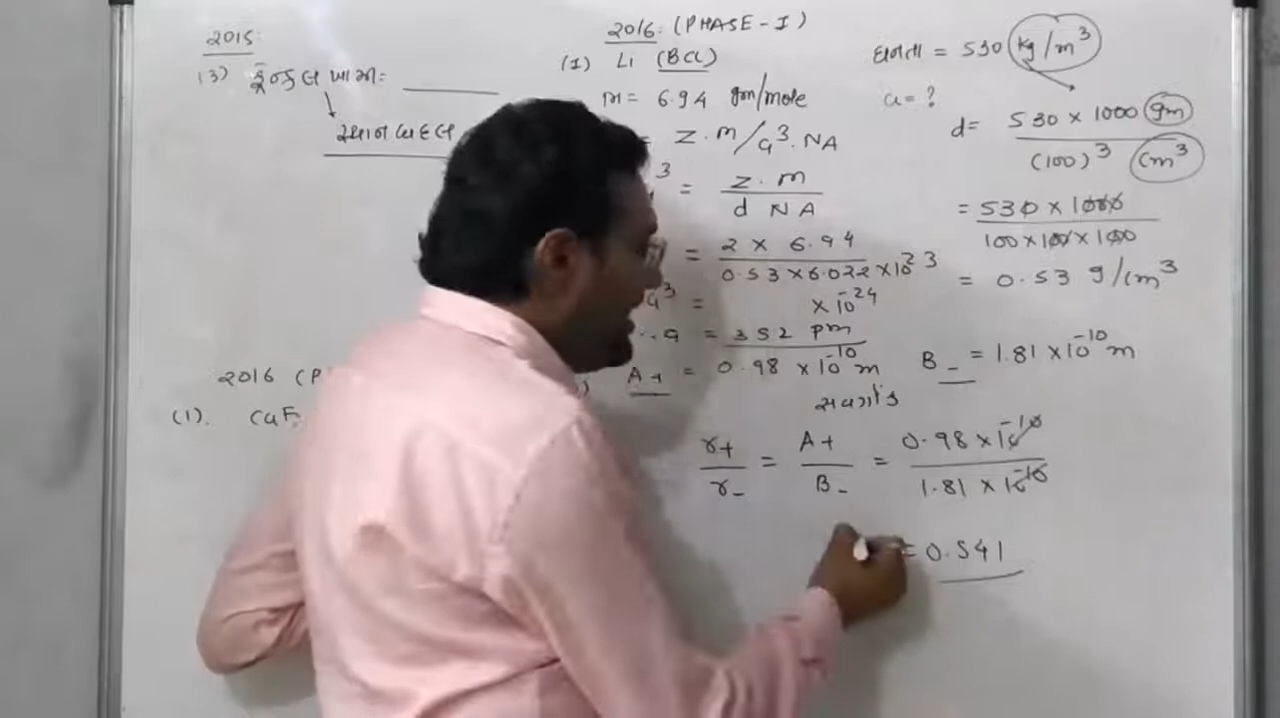 2015:
(3)
2016 (P
(1). CaF
2016: (PHASE-I)
(I) Li (BCC)
m = 6.94 gm/mole
= Z.m/a³.NA
³ = Z.m / d NA
= 2 x 6.94 / 0.53 x 6.022 x 10²³
a³ = x 10⁻²⁴
∴ a = 352 pm
A+ = 0.98 x 10⁻¹⁰ m B- = 1.81 x 10⁻¹⁰ m
r+ / r- = A+ / B- = 0.98 x 10⁻¹⁰ / 1.81 x 10⁻¹⁰
= 0.541
ઘનતા = 530 kg/m³
a = ?
d = 530 x 1000 gm / (100)³ cm³
= 530 x 1000 / 100 x 100 x 100
= 0.53 g/cm³